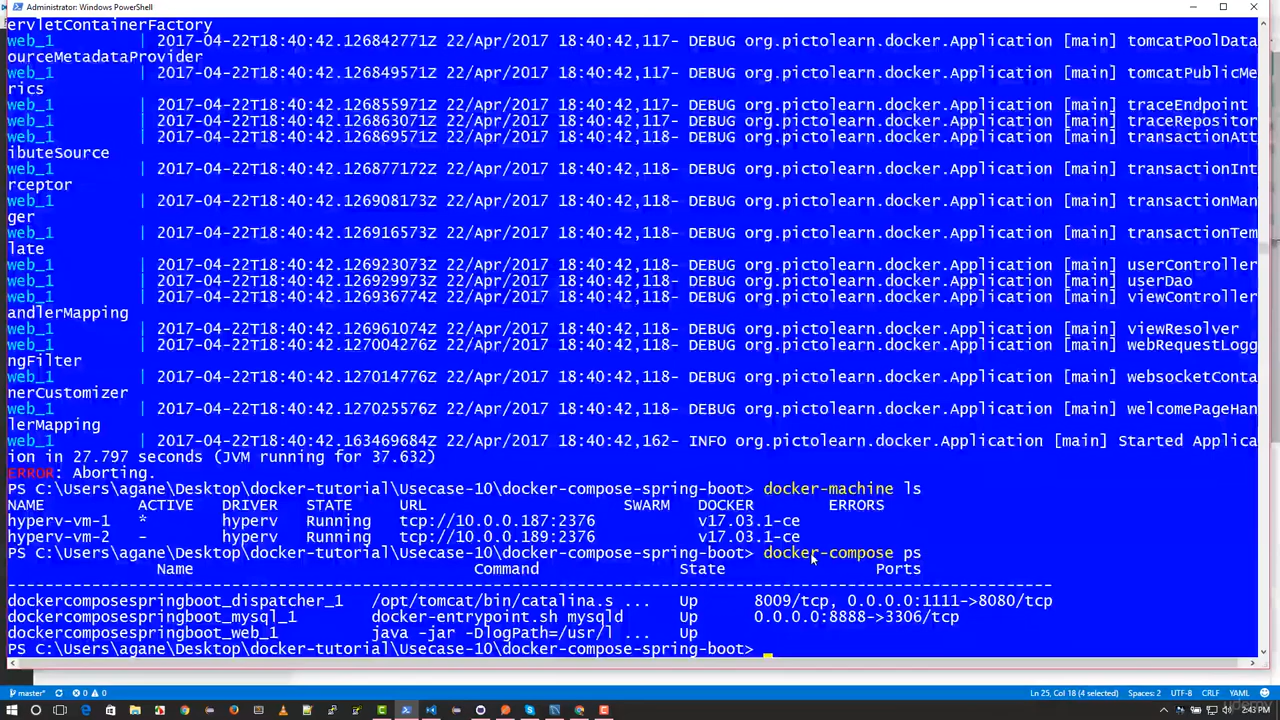 Administrator: Windows PowerShell
ervletContainerFactory
web_1 | 2017-04-22T18:40:42.126842771Z 22/Apr/2017 18:40:42,117- DEBUG org.pictolearn.docker.Application [main] tomcatPoolData
ourceMetadataProvider
web_1 | 2017-04-22T18:40:42.126849571Z 22/Apr/2017 18:40:42,117- DEBUG org.pictolearn.docker.Application [main] tomcatPublicMe
rics
web_1 | 2017-04-22T18:40:42.126855971Z 22/Apr/2017 18:40:42,117- DEBUG org.pictolearn.docker.Application [main] traceEndpoint
web_1 | 2017-04-22T18:40:42.126863071Z 22/Apr/2017 18:40:42,117- DEBUG org.pictolearn.docker.Application [main] traceRepositor
web_1 | 2017-04-22T18:40:42.126869571Z 22/Apr/2017 18:40:42,117- DEBUG org.pictolearn.docker.Application [main] transactionAtt
ibuteSource
web_1 | 2017-04-22T18:40:42.126877172Z 22/Apr/2017 18:40:42,118- DEBUG org.pictolearn.docker.Application [main] transactionInt
rceptor
web_1 | 2017-04-22T18:40:42.126908173Z 22/Apr/2017 18:40:42,118- DEBUG org.pictolearn.docker.Application [main] transactionMan
ger
web_1 | 2017-04-22T18:40:42.126916573Z 22/Apr/2017 18:40:42,118- DEBUG org.pictolearn.docker.Application [main] transactionTem
late
web_1 | 2017-04-22T18:40:42.126923073Z 22/Apr/2017 18:40:42,118- DEBUG org.pictolearn.docker.Application [main] userController
web_1 | 2017-04-22T18:40:42.126929973Z 22/Apr/2017 18:40:42,118- DEBUG org.pictolearn.docker.Application [main] userDao
web_1 | 2017-04-22T18:40:42.126936774Z 22/Apr/2017 18:40:42,118- DEBUG org.pictolearn.docker.Application [main] viewController
andlerMapping
web_1 | 2017-04-22T18:40:42.126961074Z 22/Apr/2017 18:40:42,118- DEBUG org.pictolearn.docker.Application [main] viewResolver
web_1 | 2017-04-22T18:40:42.127004276Z 22/Apr/2017 18:40:42,118- DEBUG org.pictolearn.docker.Application [main] webRequestLogg
ngFilter
web_1 | 2017-04-22T18:40:42.127014776Z 22/Apr/2017 18:40:42,118- DEBUG org.pictolearn.docker.Application [main] websocketConta
nerCustomizer
web_1 | 2017-04-22T18:40:42.127025576Z 22/Apr/2017 18:40:42,118- DEBUG org.pictolearn.docker.Application [main] welcomePageHan
lerMapping
web_1 | 2017-04-22T18:40:42.163469684Z 22/Apr/2017 18:40:42,162- INFO org.pictolearn.docker.Application [main] Started Applica
ion in 27.797 seconds (JVM running for 37.632)
ERROR: Aborting.
PS C:\Users\agane\Desktop\docker-tutorial\Usecase-10\docker-compose-spring-boot> docker-machine ls
NAME ACTIVE DRIVER STATE URL SWARM DOCKER ERRORS
hyperv-vm-1 * hyperv Running tcp://10.0.0.187:2376 v17.03.1-ce
hyperv-vm-2 - hyperv Running tcp://10.0.0.189:2376 v17.03.1-ce
PS C:\Users\agane\Desktop\docker-tutorial\Usecase-10\docker-compose-spring-boot> docker-compose ps
Name Command State Ports
dockercomposespringboot_dispatcher_1 /opt/tomcat/bin/catalina.s ... Up 8009/tcp, 0.0.0.0:1111->8080/tcp
dockercomposespringboot_mysql_1 docker-entrypoint.sh mysqld Up 0.0.0.0:8888->3306/tcp
dockercomposespringboot_web_1 java -jar -DlogPath=/usr/l ... Up
PS C:\Users\agane\Desktop\docker-tutorial\Usecase-10\docker-compose-spring-boot>
master* 0 0 Ln 25, Col 18 (4 selected) Spaces: 2 UTF-8 CRLF YAML
udemy
2:43 PM